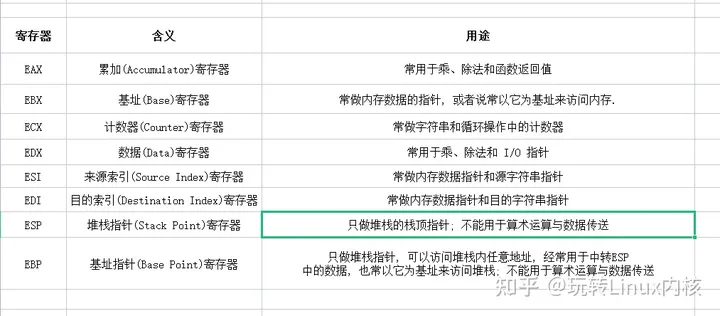 寄存器 含义 用途
EAX 累加(Accumulator)寄存器 常用于乘、除法和函数返回值
EBX 基址(Base)寄存器 常做内存数据的指针, 或者说常以它为基址来访问内存.
ECX 计数器(Counter)寄存器 常做字符串和循环操作中的计数器
EDX 数据(Data)寄存器 常用于乘、除法和 I/O 指针
ESI 来源索引(Source Index)寄存器 常做内存数据指针和源字符串指针
EDI 目的索引(Destination Index)寄存器 常做内存数据指针和目的字符串指针
ESP 堆栈指针(Stack Point)寄存器 只做堆栈的栈顶指针; 不能用于算术运算与数据传送
EBP 基址指针(Base Point)寄存器 只做堆栈指针, 可以访问堆栈内任意地址, 经常用于中转ESP
中的数据, 也常以它为基址来访问堆栈; 不能用于算术运算与数据传送
知乎 @玩转Linux内核